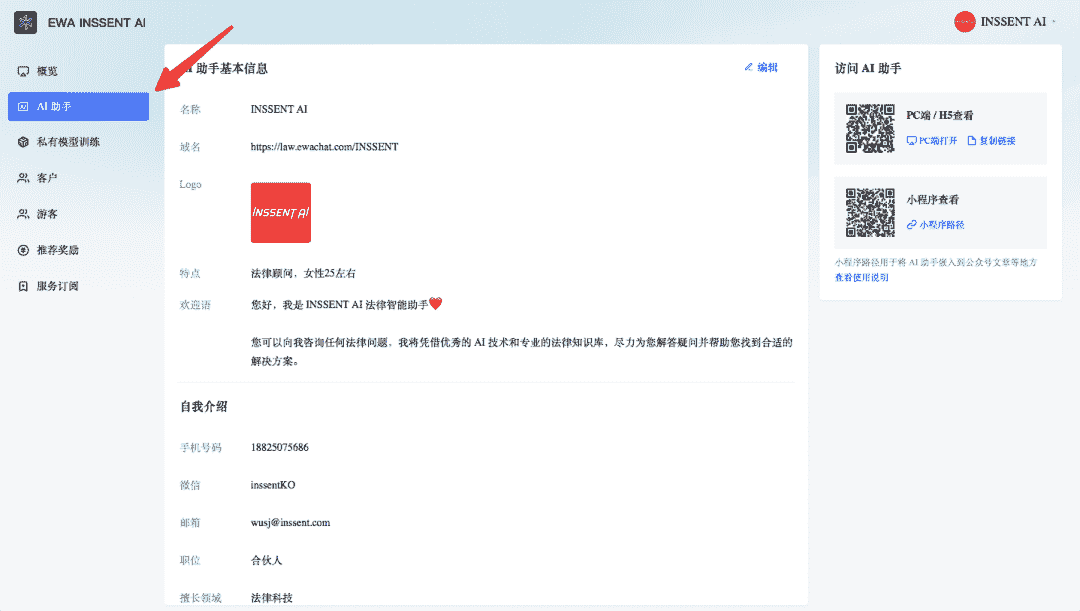 EWA INSSENT AI
INSSENT AI
概览
AI 助手
私有模型训练
客户
游客
推荐奖励
服务订阅
助手基本信息
编辑
名称
INSSENT AI
域名
https://law.ewachat.com/INSSENT
Logo
INSSENT AI
特点
法律顾问，女性25左右
欢迎语
您好，我是 INSSENT AI 法律智能助手❤️
您可以向我咨询任何法律问题，我将凭借优秀的 AI 技术和专业的法律知识库，尽力为您解答疑问并帮助您找到合适的
解决方案。
自我介绍
手机号码
18825075686
微信
inssentKO
邮箱
wusj@inssent.com
职位
合伙人
擅长领域
法律科技
访问 AI 助手
PC端 / H5查看
PC端打开
复制链接
小程序查看
小程序路径
小程序路径用于将 AI 助手嵌入到公众号文章等地方
查看使用说明